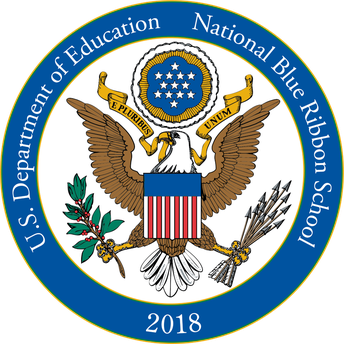 U.S. Department of Education
National Blue Ribbon School
E PLURIBUS UNUM
2018